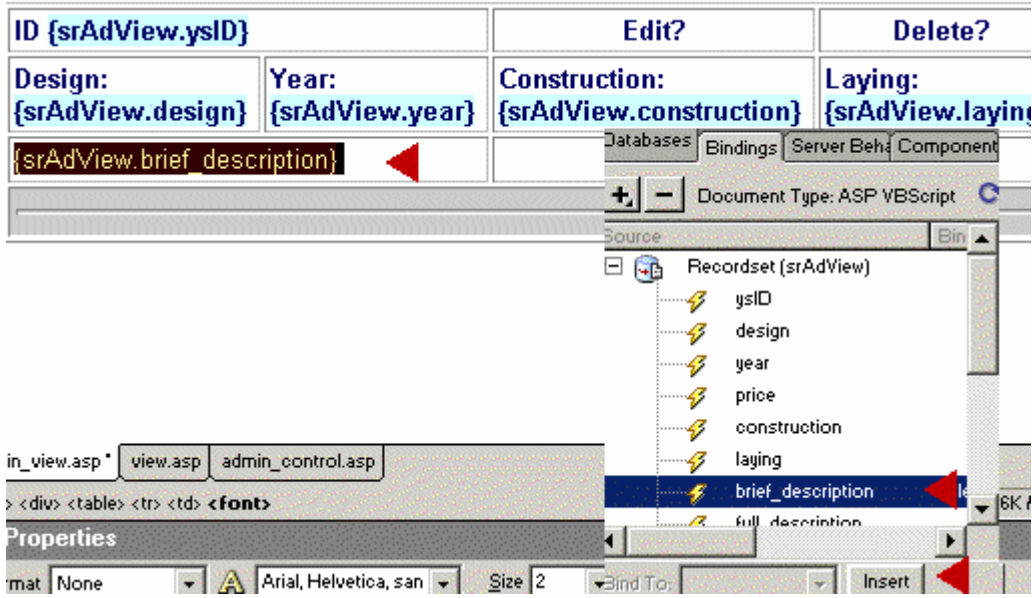 ID {srAdView.ysID} Edit? Delete?
Design: Year: Construction: Laying:
{srAdView.design} {srAdView.year} {srAdView.construction} {srAdView.laying
{srAdView.brief_description}
Databases Bindings Server Beha Component
Document Type: ASP VBScript
Source Bin
Recordset (srAdView)
ysID
design
year
price
construction
laying
brief_description
full_description
in_view.asp* view.asp admin_control.asp
> <div> <table> <tr> <td> <font> 6K
Properties
rmat None Arial, Helvetica, san Size 2 Bind To: Insert